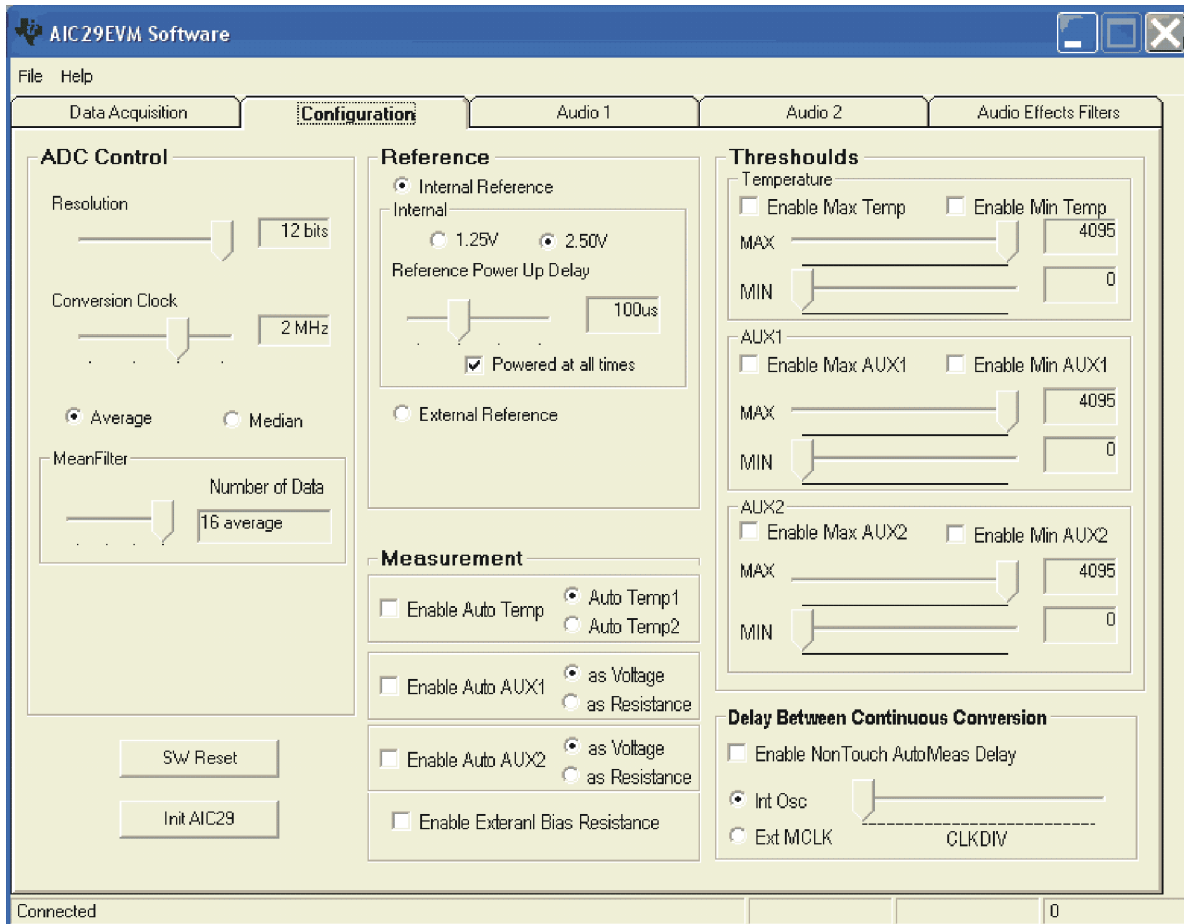 AIC29EVM Software
File Help
Data Acquisition
Configuration
Audio 1
Audio 2
Audio Effects Filters
ADC Control
Resolution
12 bits
Conversion Clock
2 MHz
Average
Median
MeanFilter
Number of Data
16 average
SW Reset
Init AIC29
Reference
Internal Reference
Internal
1.25V
2.50V
Reference Power Up Delay
100us
Powered at all times
External Reference
Measurement
Enable Auto Temp
Auto Temp1
Auto Temp2
Enable Auto AUX1
as Voltage
as Resistance
Enable Auto AUX2
as Voltage
as Resistance
Enable Exteranl Bias Resistance
Threshoulds
Temperature
Enable Max Temp
Enable Min Temp
MAX
4095
MIN
0
AUX1
Enable Max AUX1
Enable Min AUX1
MAX
4095
MIN
0
AUX2
Enable Max AUX2
Enable Min AUX2
MAX
4095
MIN
0
Delay Between Continuous Conversion
Enable NonTouch AutoMeas Delay
Int Osc
Ext MCLK
CLKDIV
Connected
0